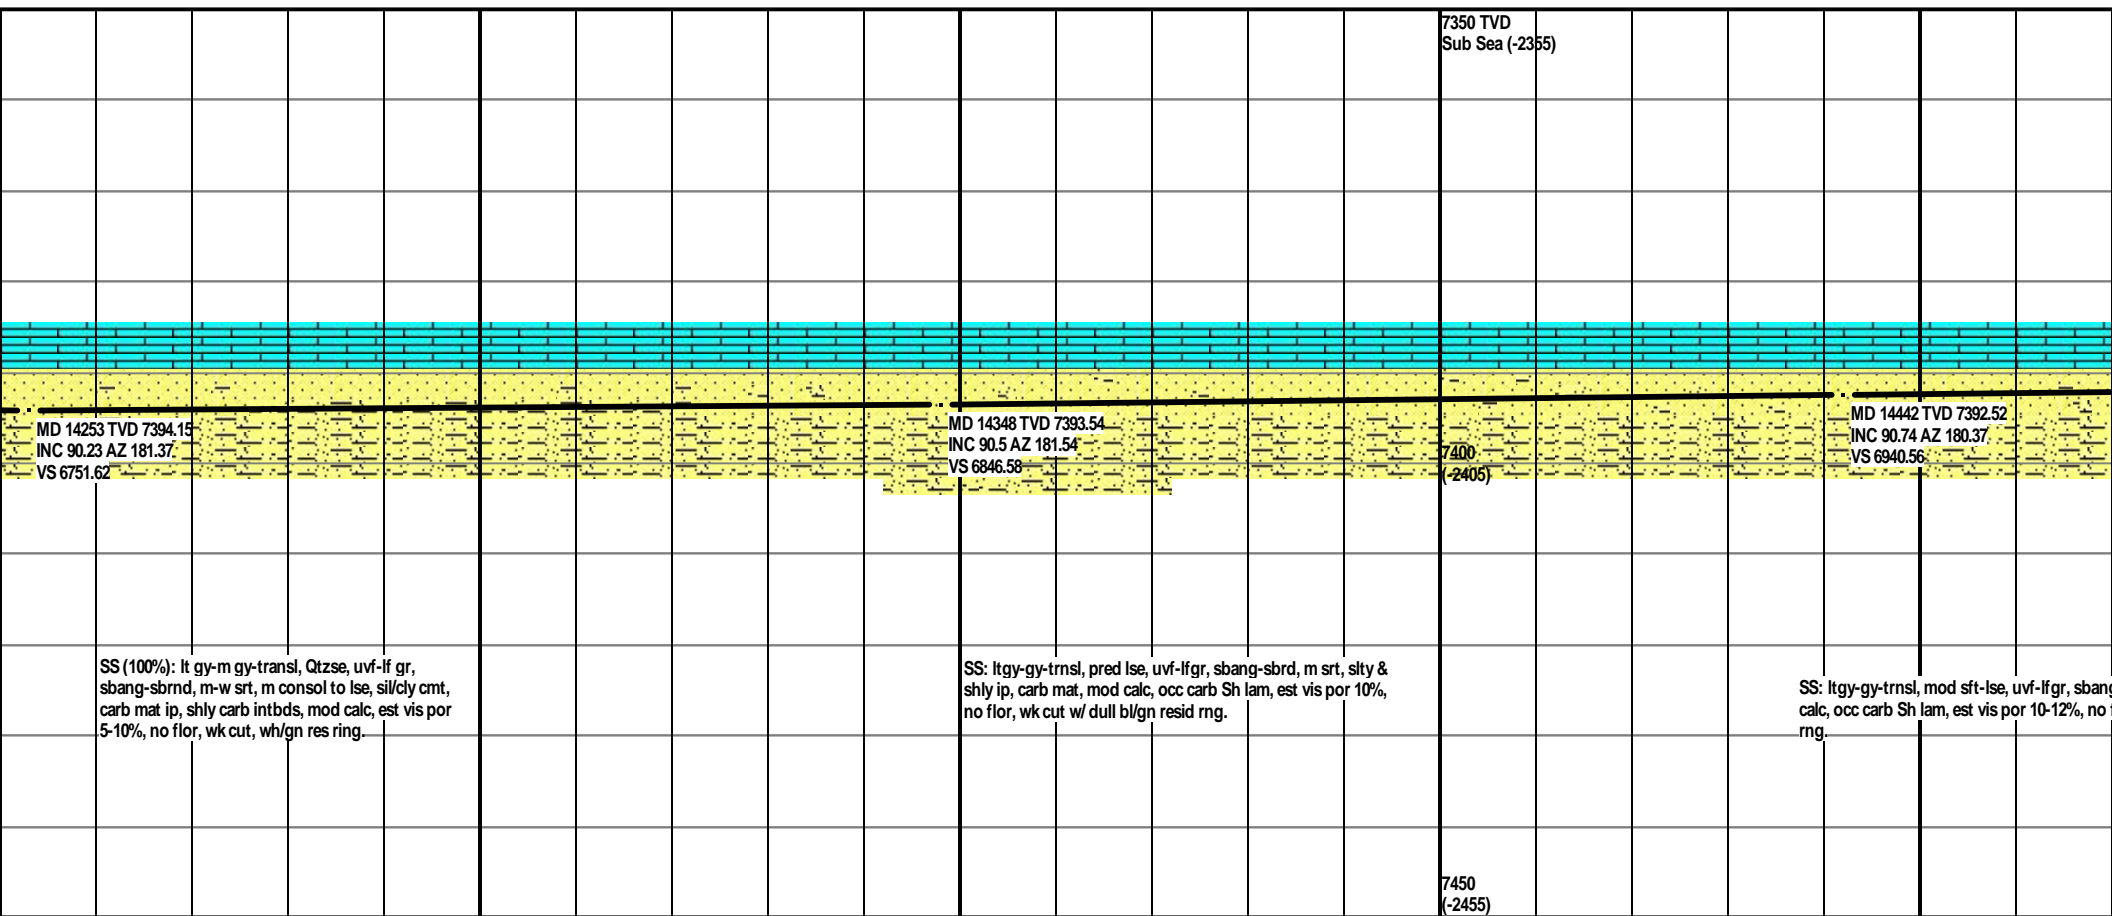 7350 TVD
Sub Sea (-2355)
MD 14253 TVD 7394.15
INC 90.23 AZ 181.37
VS 6751.62
MD 14348 TVD 7393.54
INC 90.5 AZ 181.54
VS 6846.58
7400
(-2405)
MD 14442 TVD 7392.52
INC 90.74 AZ 180.37
VS 6940.56
SS (100%): lt gy-m gy-transl, Qtzse, uvf-lf gr,
sbang-sbrnd, m-w srt, m consol to lse, sil/cly cmt,
carb mat ip, shly carb intbds, mod calc, est vis por
5-10%, no flor, wk cut, wh/gn res ring.
SS: ltgy-gy-trnsl, pred lse, uvf-lfgr, sbang-sbrd, m srt, slty &
shly ip, carb mat, mod calc, occ carb Sh lam, est vis por 10%,
no flor, wk cut w/ dull bl/gn resid rng.
SS: ltgy-gy-trnsl, mod sft-lse, uvf-lfgr, sbang
calc, occ carb Sh lam, est vis por 10-12%, no
rng.
7450
(-2455)